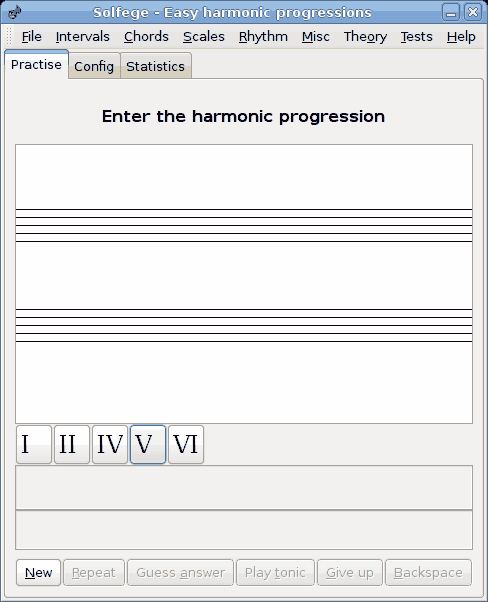 Solfege - Easy harmonic progressions
File Intervals Chords Scales Rhythm Misc Theory Tests Help
Practise Config Statistics
Enter the harmonic progression
I II IV V VI
New Repeat Guess answer Play tonic Give up Backspace